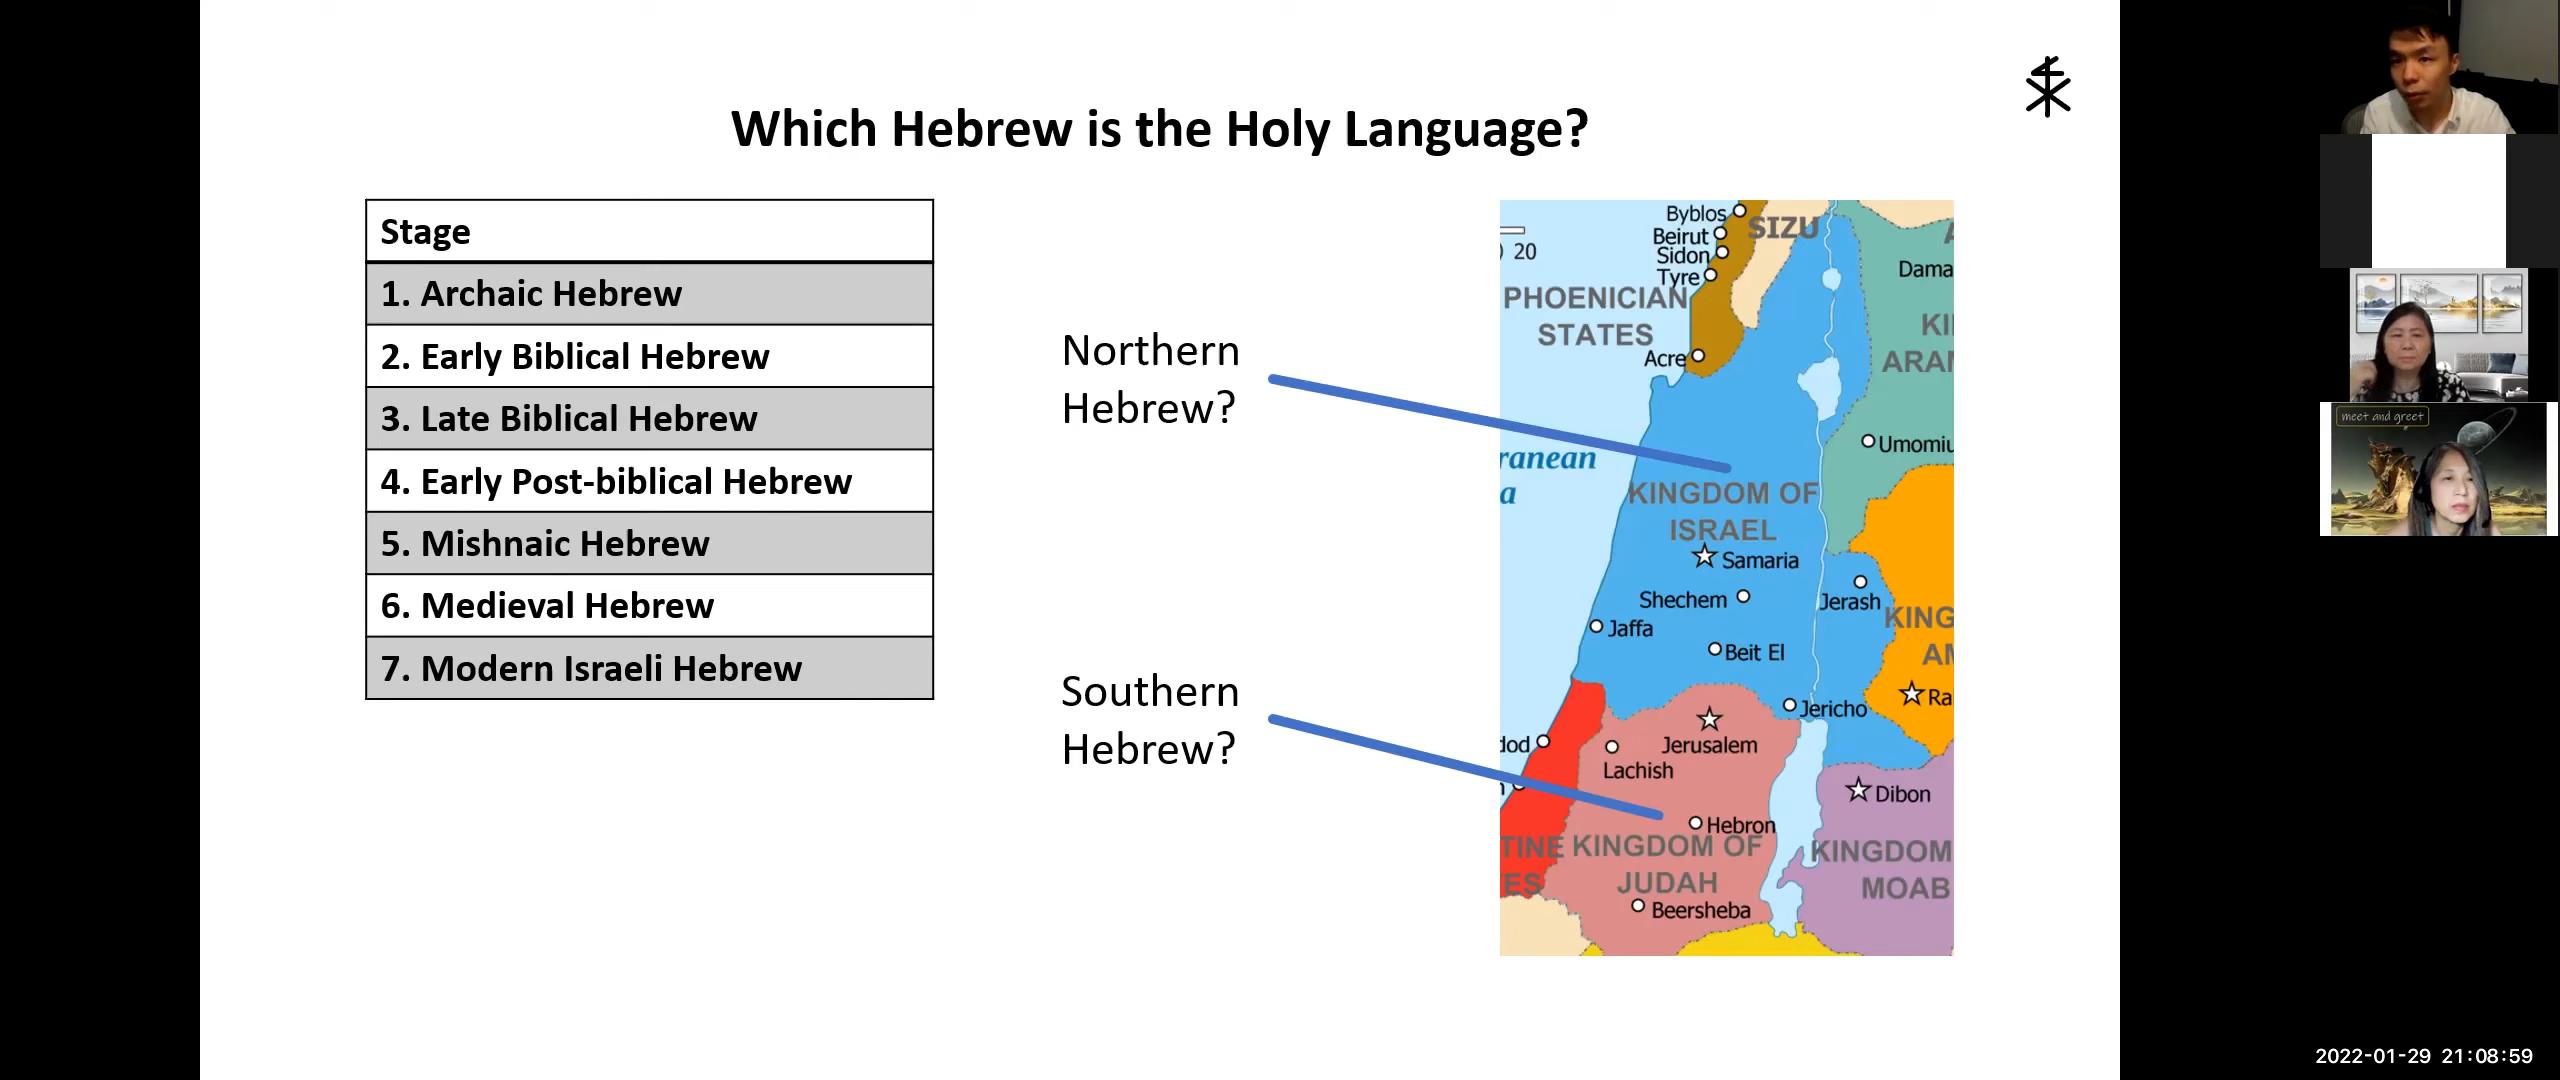 Which Hebrew is the Holy Language?
Stage
1. Archaic Hebrew
2. Early Biblical Hebrew
3. Late Biblical Hebrew
4. Early Post-biblical Hebrew
5. Mishnaic Hebrew
6. Medieval Hebrew
7. Modern Israeli Hebrew
Northern
Hebrew?
Southern
Hebrew?
Byblos
SIZU
Beirut
Sidon
20
Tyre
Dama
PHOENICIAN
STATES
KI
ARAM
Acre
Umomiu
ranean
a
KINGDOM OF
ISRAEL
Samaria
Shechem
Jerash
KING
Jaffa
AM
Beit El
Ra
Jericho
dod
Jerusalem
Lachish
Dibon
Hebron
TINE
KINGDOM OF
JUDAH
KINGDOM
MOAB
ES
Beersheba
meet and greet
2022-01-29 21:08:59